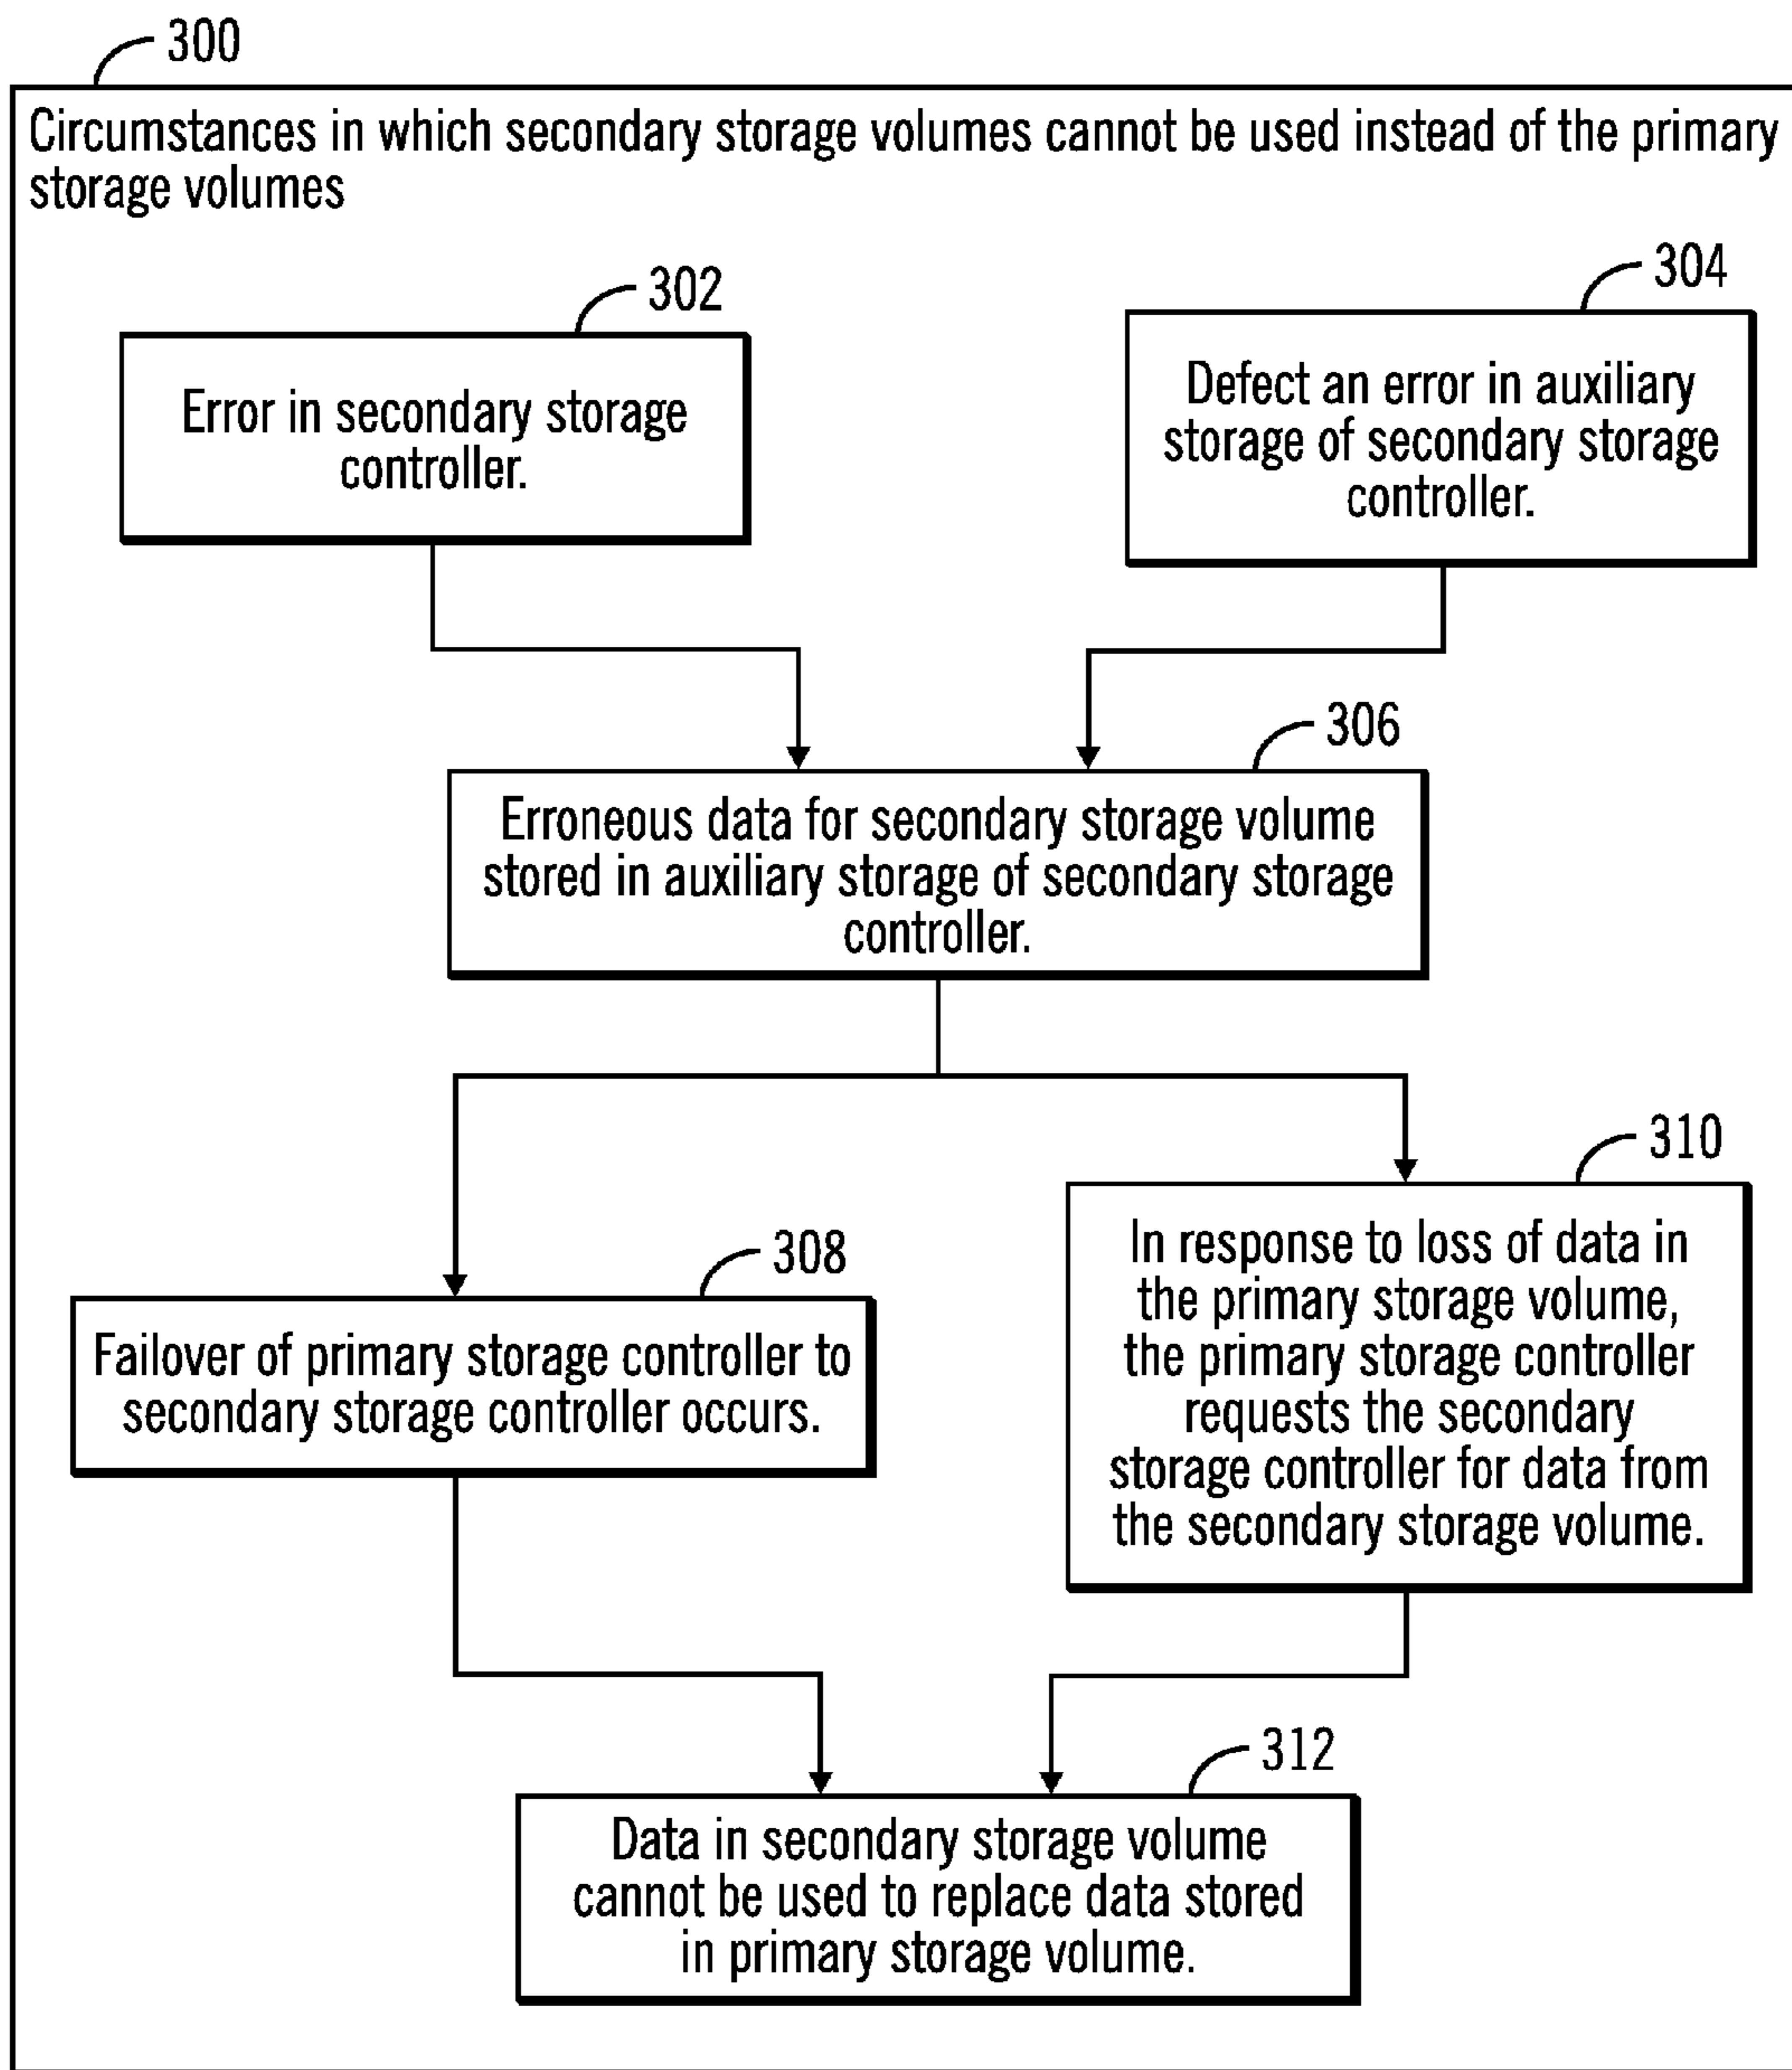 300
Circumstances in which secondary storage volumes cannot be used instead of the primary
storage volumes
302
Error in secondary storage
controller.
304
Defect an error in auxiliary
storage of secondary storage
controller.
306
Erroneous data for secondary storage volume
stored in auxiliary storage of secondary storage
controller.
308
Failover of primary storage controller to
secondary storage controller occurs.
310
In response to loss of data in
the primary storage volume,
the primary storage controller
requests the secondary
storage controller for data from
the secondary storage volume.
312
Data in secondary storage volume
cannot be used to replace data stored
in primary storage volume.